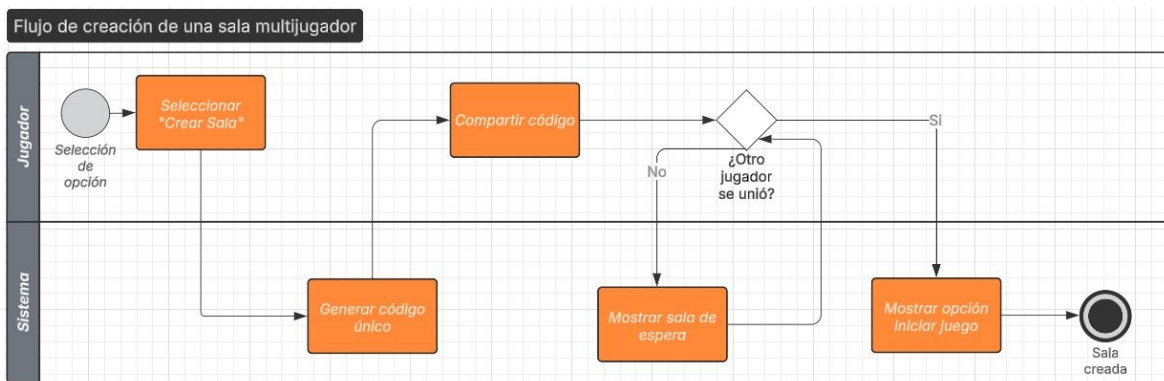 Flujo de creación de una sala multijugador
Jugador
Selección
de
opción
Seleccionar
"Crear Sala"
Compartir código
¿Otro
jugador
se unió?
No
Si
Sistema
Generar código
único
Mostrar sala de
espera
Mostrar opción
iniciar juego
Sala
creada